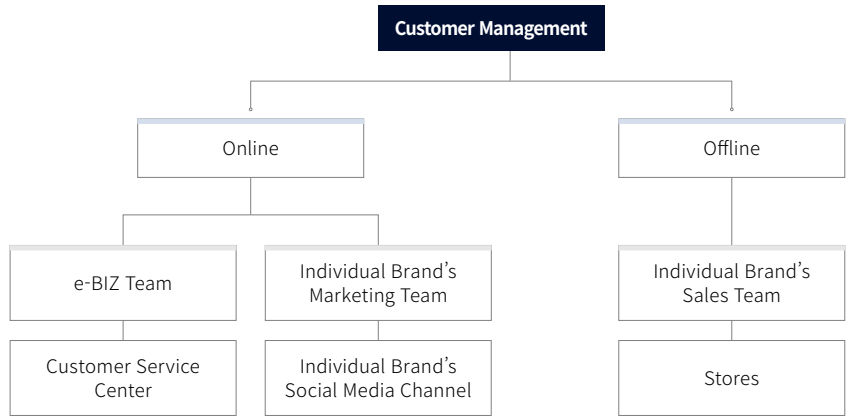 Customer Management
Online
Offline
e-BIZ Team
Individual Brand’s
Marketing Team
Individual Brand’s
Sales Team
Customer Service
Center
Individual Brand’s
Social Media Channel
Stores